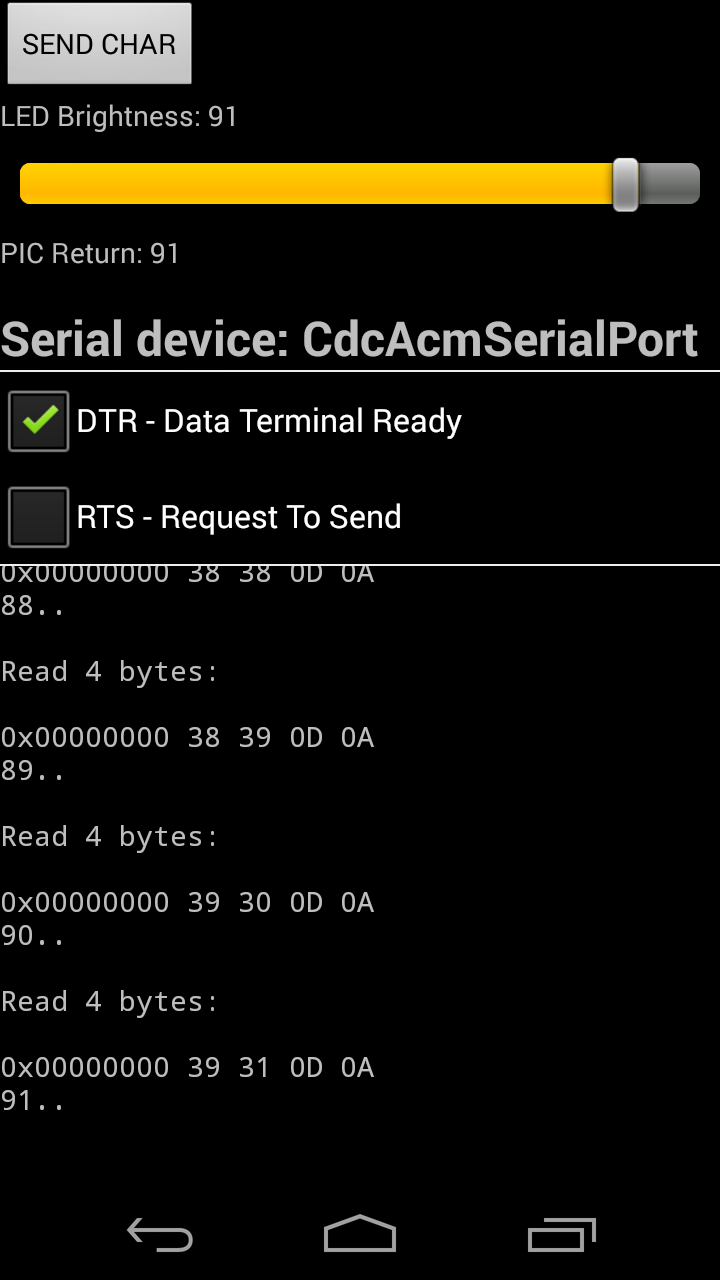 SEND CHAR
LED Brightness: 91
PIC Return: 91
Serial device: CdcAcmSerialPort
DTR - Data Terminal Ready
RTS - Request To Send
0x00000000 38 38 0D 0A
88..
Read 4 bytes:
0x00000000 38 39 0D 0A
89..
Read 4 bytes:
0x00000000 39 30 0D 0A
90..
Read 4 bytes:
0x00000000 39 31 0D 0A
91..